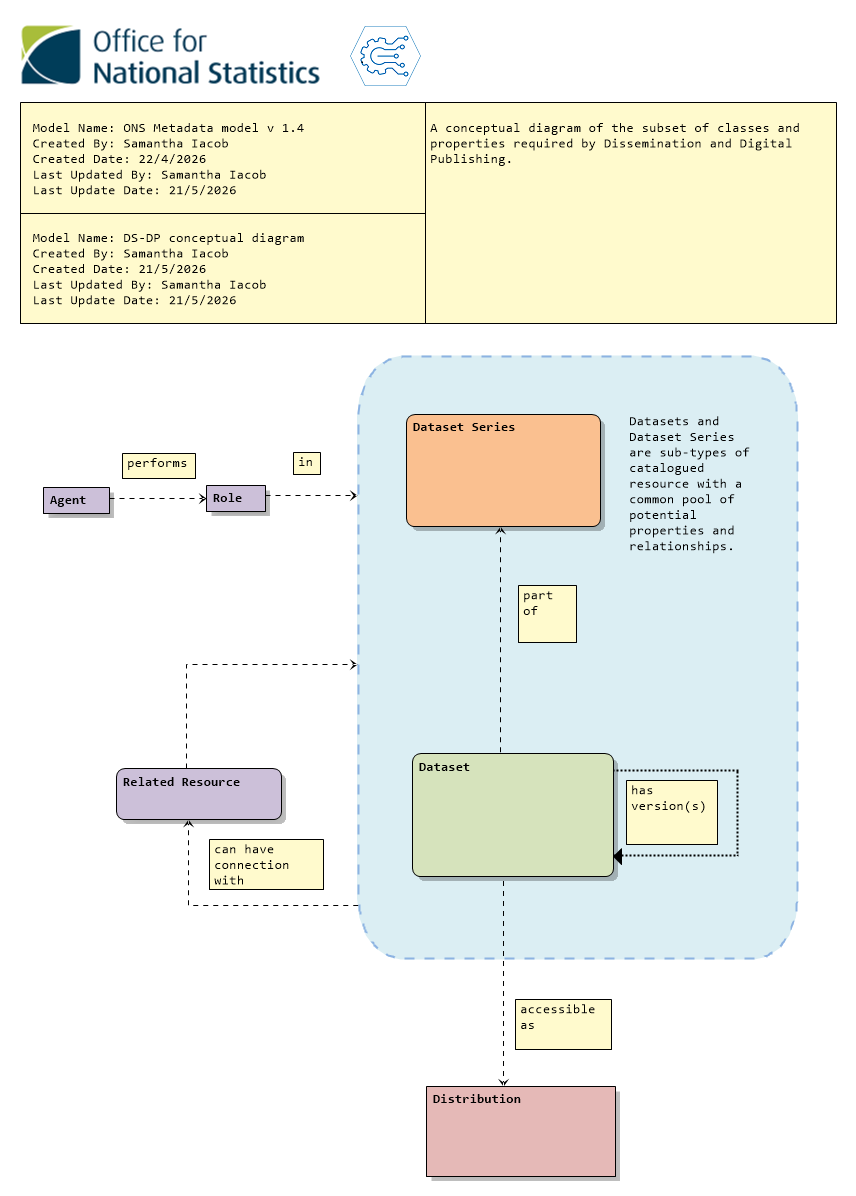 Office for
National Statistics
Model Name: ONS Metadata model v 1.4
Created By: Samantha Iacob
Created Date: 22/4/2026
Last Updated By: Samantha Iacob
Last Update Date: 21/5/2026
A conceptual diagram of the subset of classes and
properties required by Dissemination and Digital
Publishing.
Model Name: DS-DP conceptual diagram
Created By: Samantha Iacob
Created Date: 21/5/2026
Last Updated By: Samantha Iacob
Last Update Date: 21/5/2026
Dataset Series
Datasets and
Dataset Series
are sub-types of
catalogued
resource with a
common pool of
potential
properties and
relationships.
performs
in
Agent
Role
part
of
Related Resource
Dataset
has
version(s)
can have
connection
with
accessible
as
Distribution